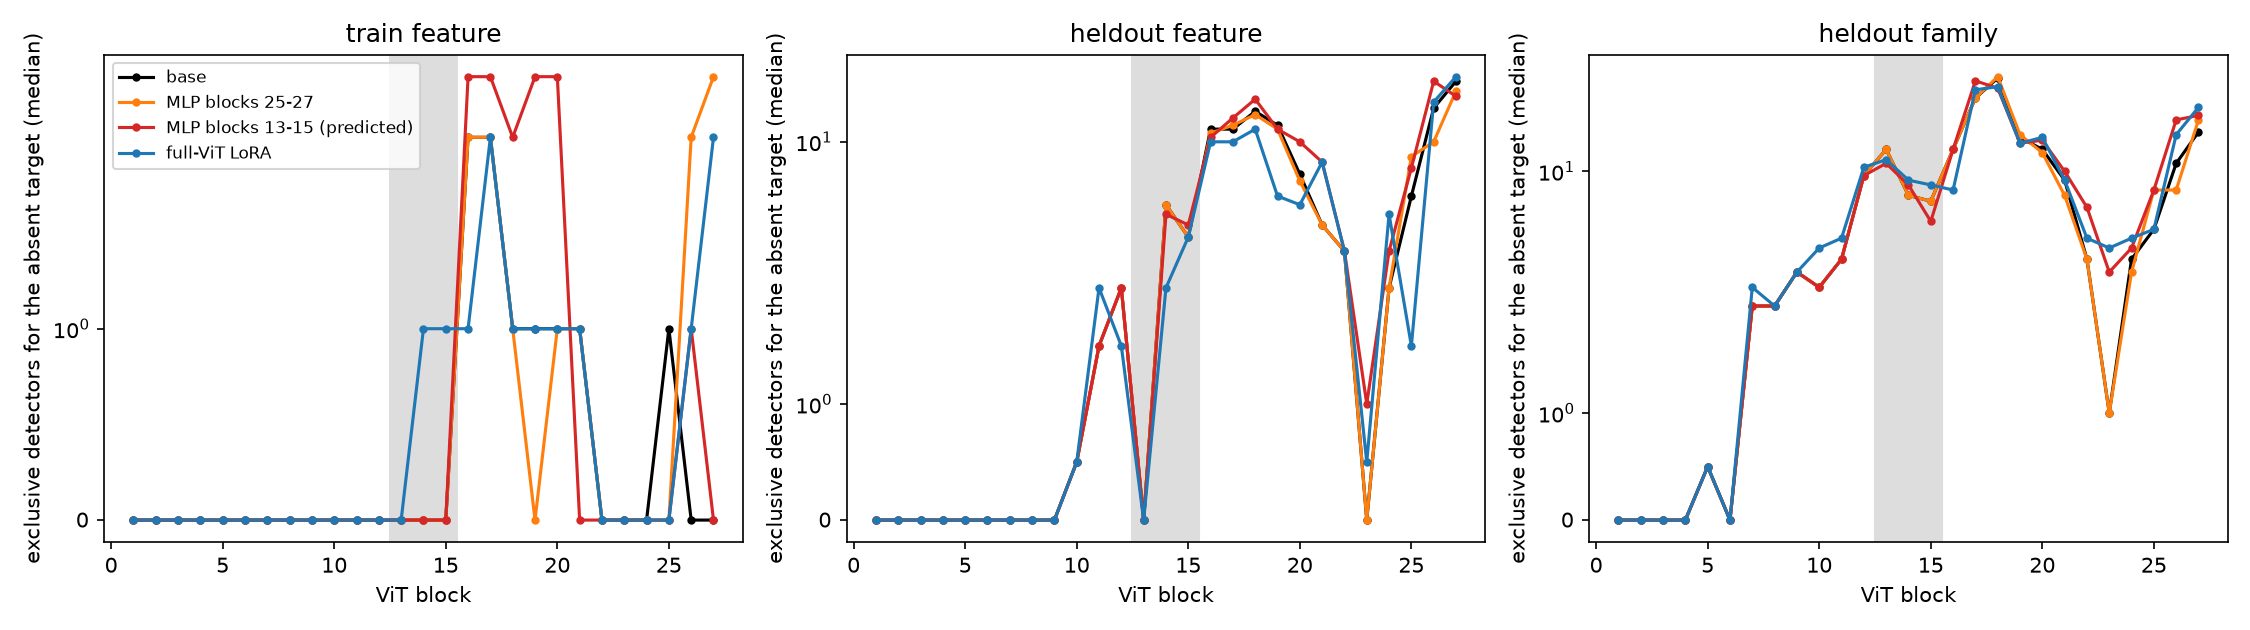 train feature
exclusive detectors for the absent target (median)
base
MLP blocks 25-27
MLP blocks 13-15 (predicted)
full-ViT LoRA
10⁰
0
0
5
10
15
20
25
ViT block
heldout feature
exclusive detectors for the absent target (median)
10¹
10⁰
0
0
5
10
15
20
25
ViT block
heldout family
exclusive detectors for the absent target (median)
10¹
10⁰
0
0
5
10
15
20
25
ViT block